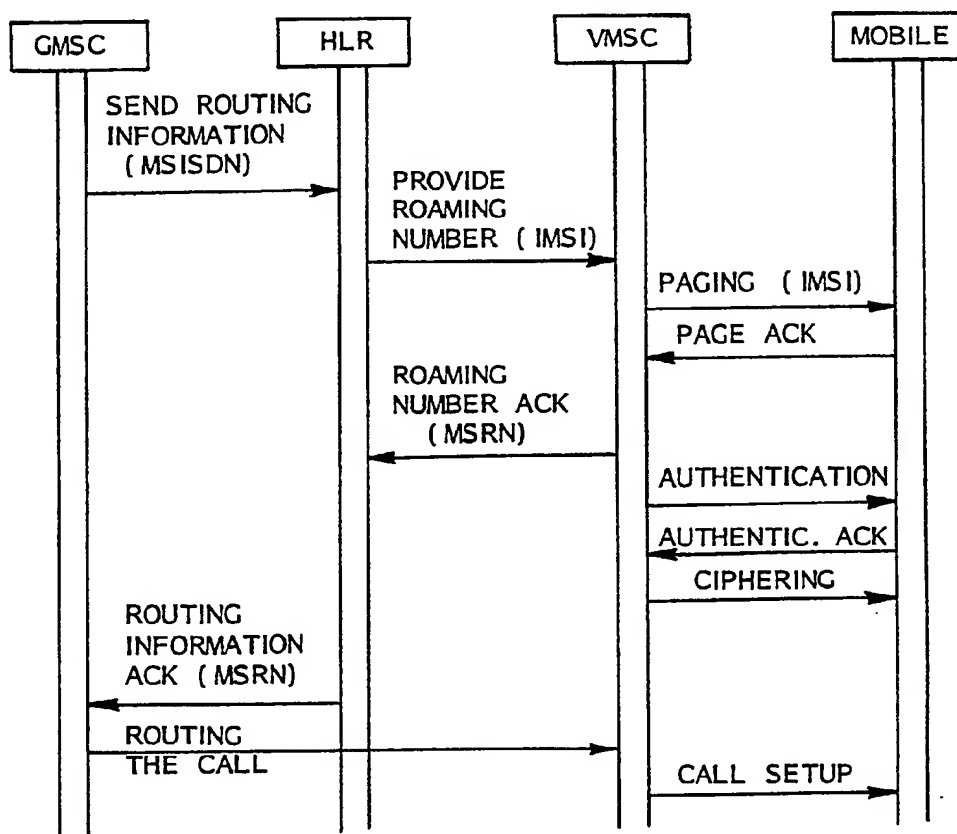 GMSC
HLR
VMSC
MOBILE
SEND ROUTING
INFORMATION
(MSISDN)
PROVIDE
ROAMING
NUMBER (IMSI)
PAGING (IMSI)
PAGE ACK
ROAMING
NUMBER ACK
(MSRN)
AUTHENTICATION
AUTHENTIC. ACK
CIPHERING
ROUTING
INFORMATION
ACK (MSRN)
ROUTING
THE CALL
CALL SETUP